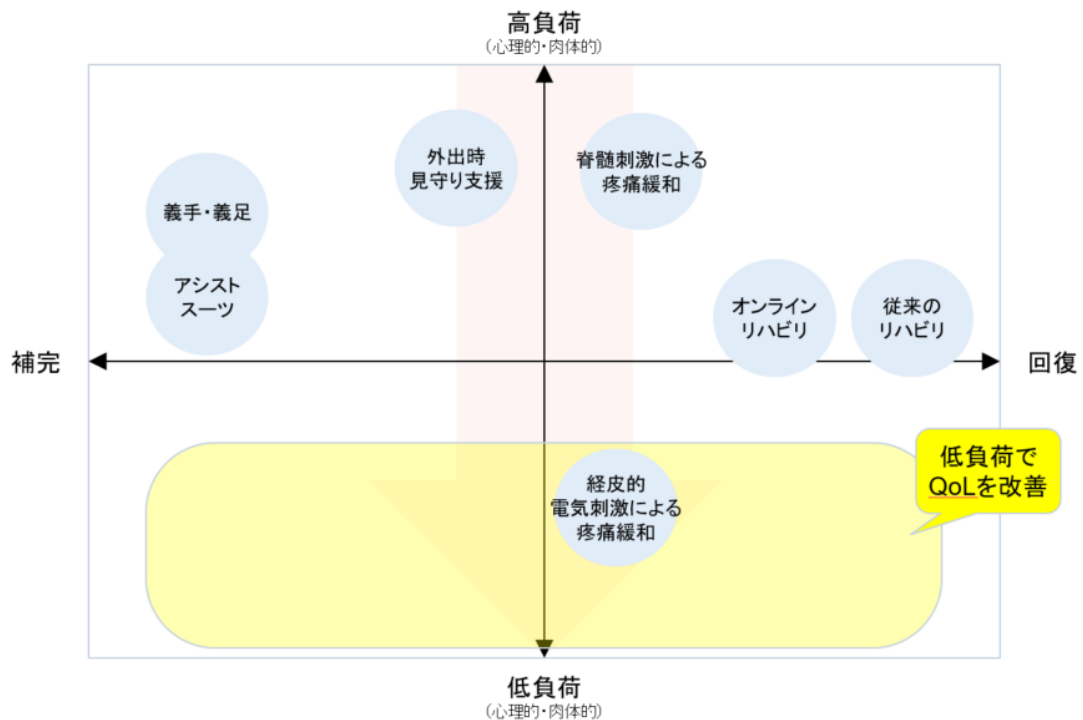 高負荷
（心理的・肉体的）
外出時
見守り支援
脊髄刺激による
疼痛緩和
義手・義足
アシスト
スーツ
オンライン
リハビリ
従来の
リハビリ
補完
回復
低負荷で
QoLを改善
経皮的
電気刺激による
疼痛緩和
低負荷
（心理的・肉体的）